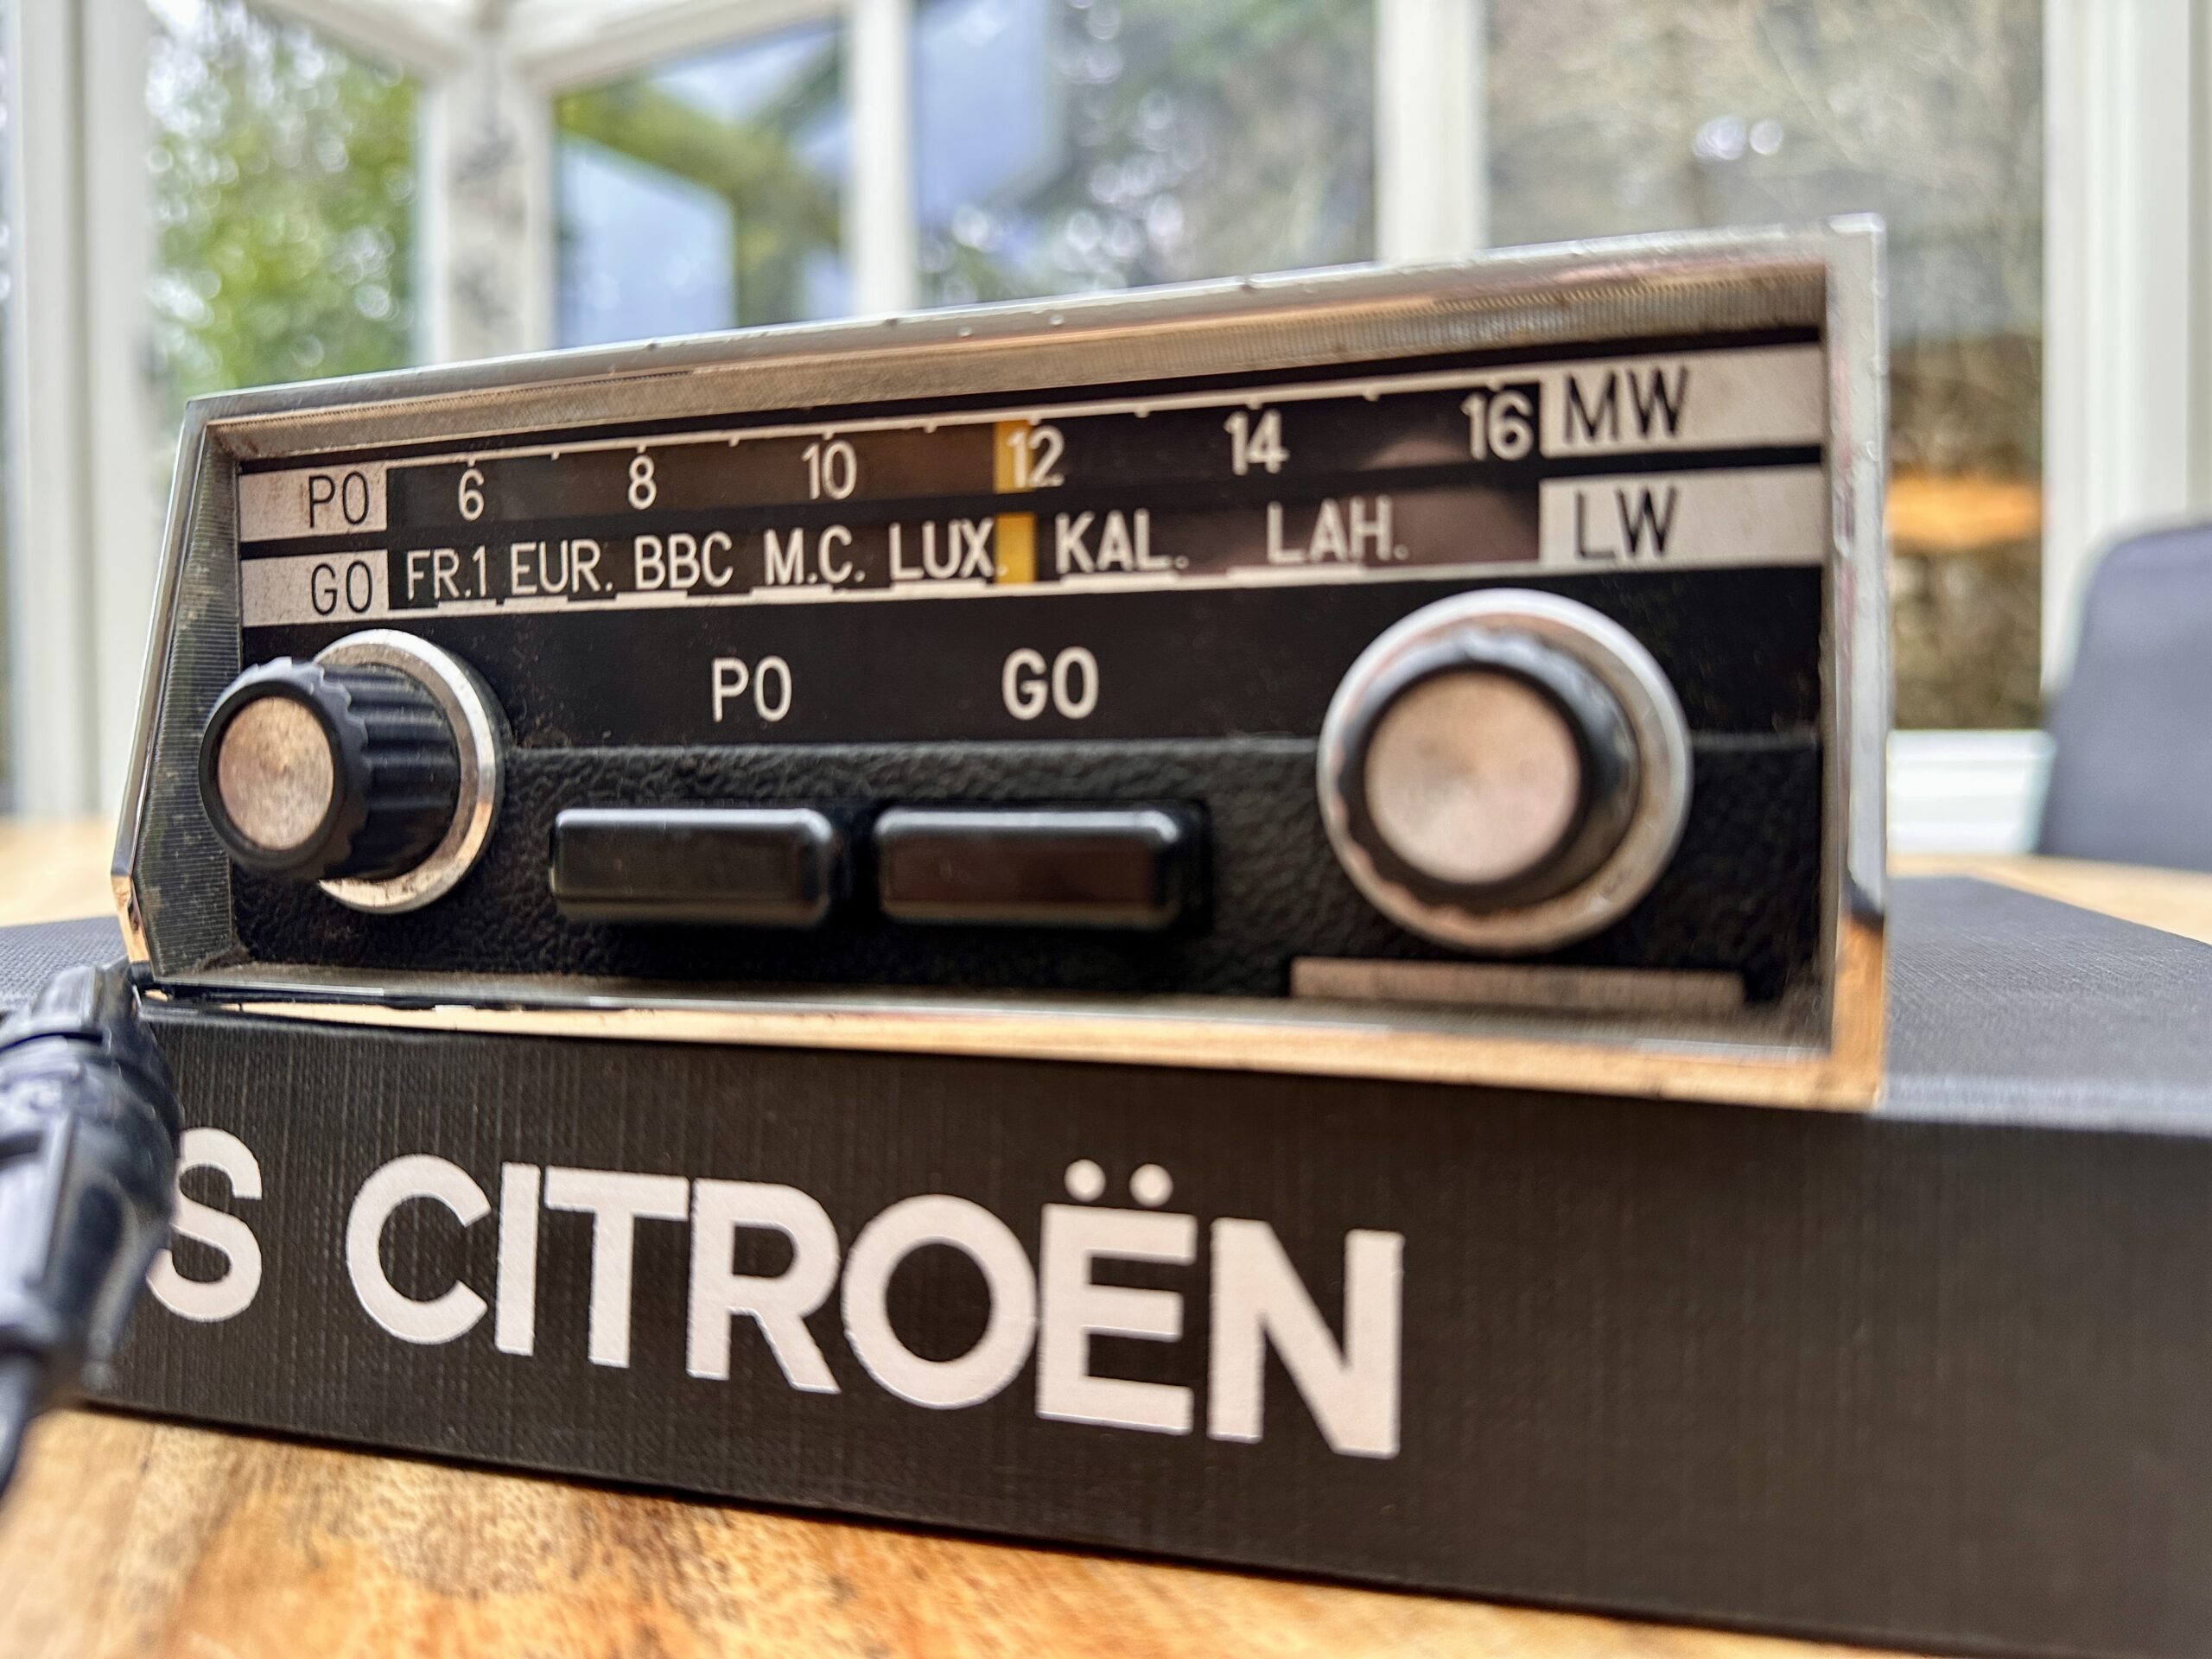 PO 6 8 10 12 14 16 MW
GO FR.1 EUR. BBC M.C. LUX. KAL. LAH. LW
PO GO
S CITROËN